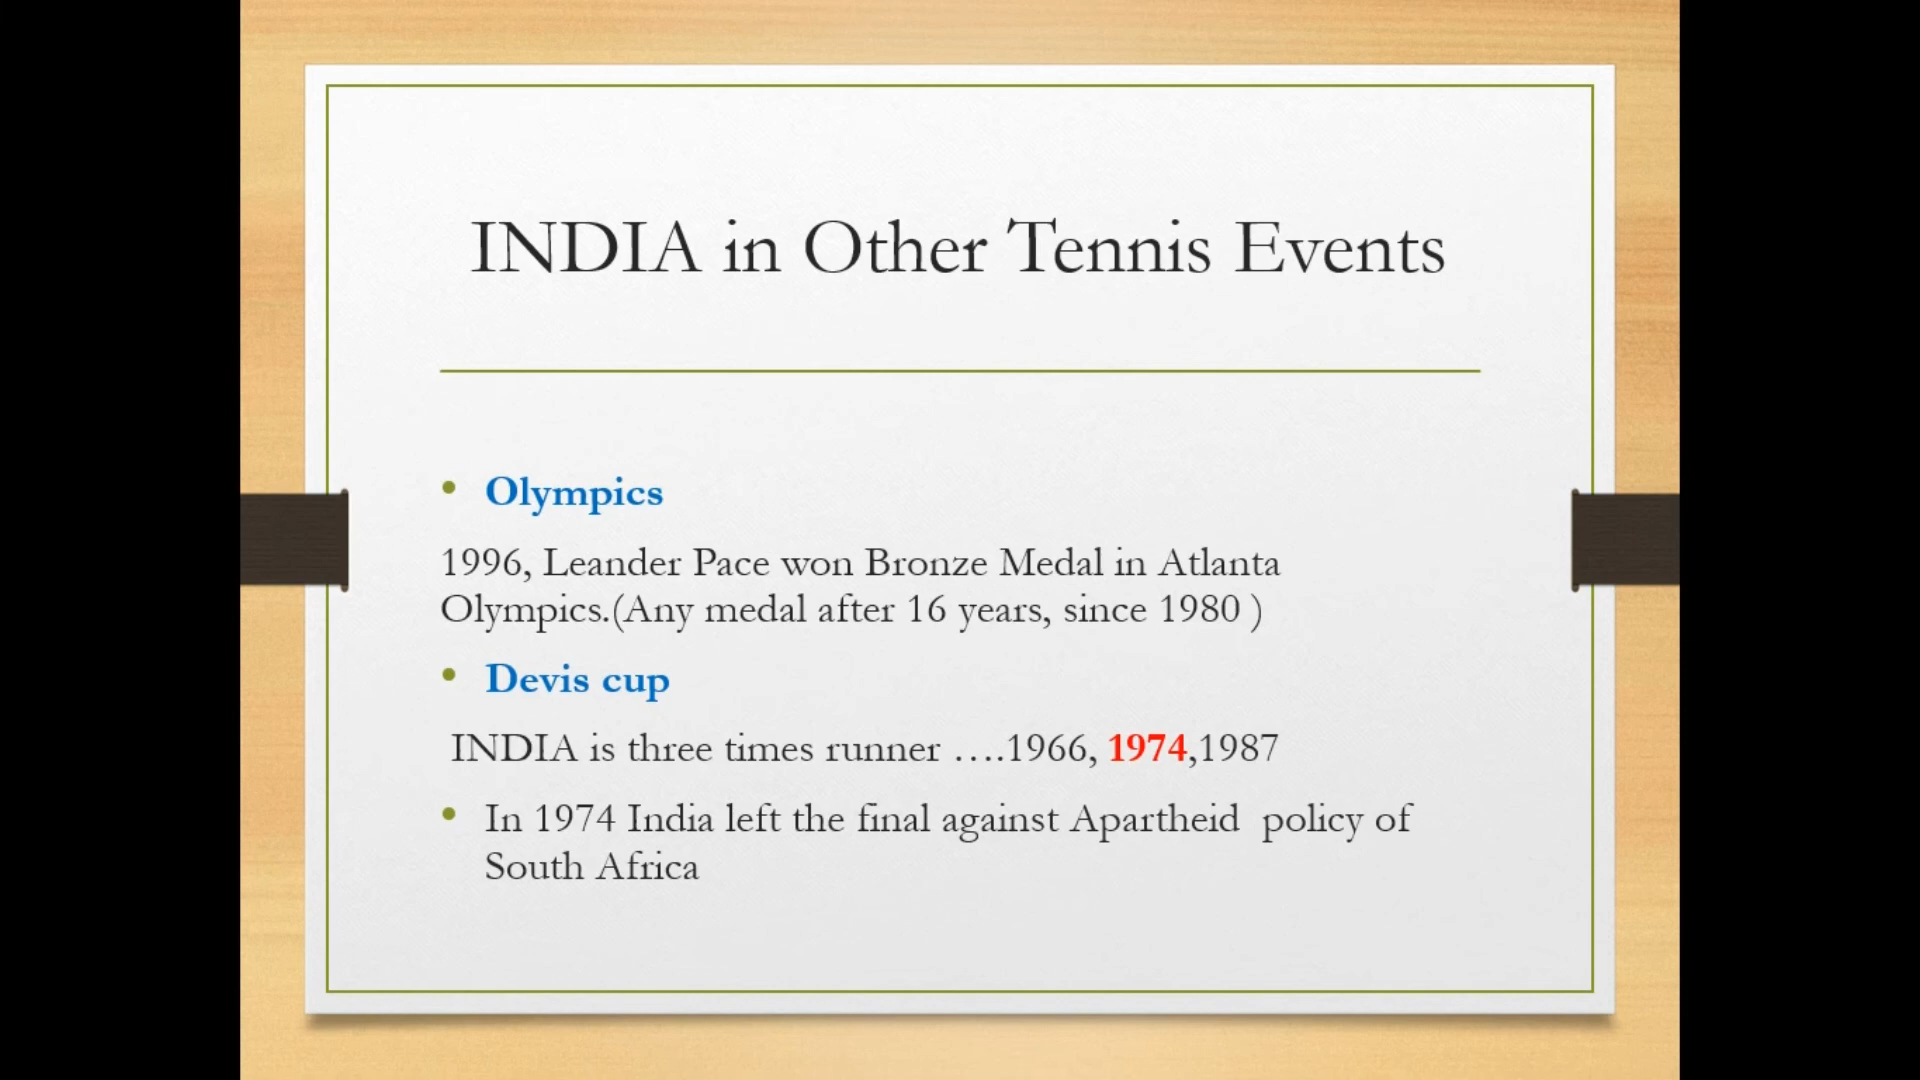 INDIA in Other Tennis Events
• Olympics
1996, Leander Pace won Bronze Medal in Atlanta
Olympics.(Any medal after 16 years, since 1980 )
• Devis cup
INDIA is three times runner ....1966, 1974,1987
• In 1974 India left the final against Apartheid  policy of
South Africa